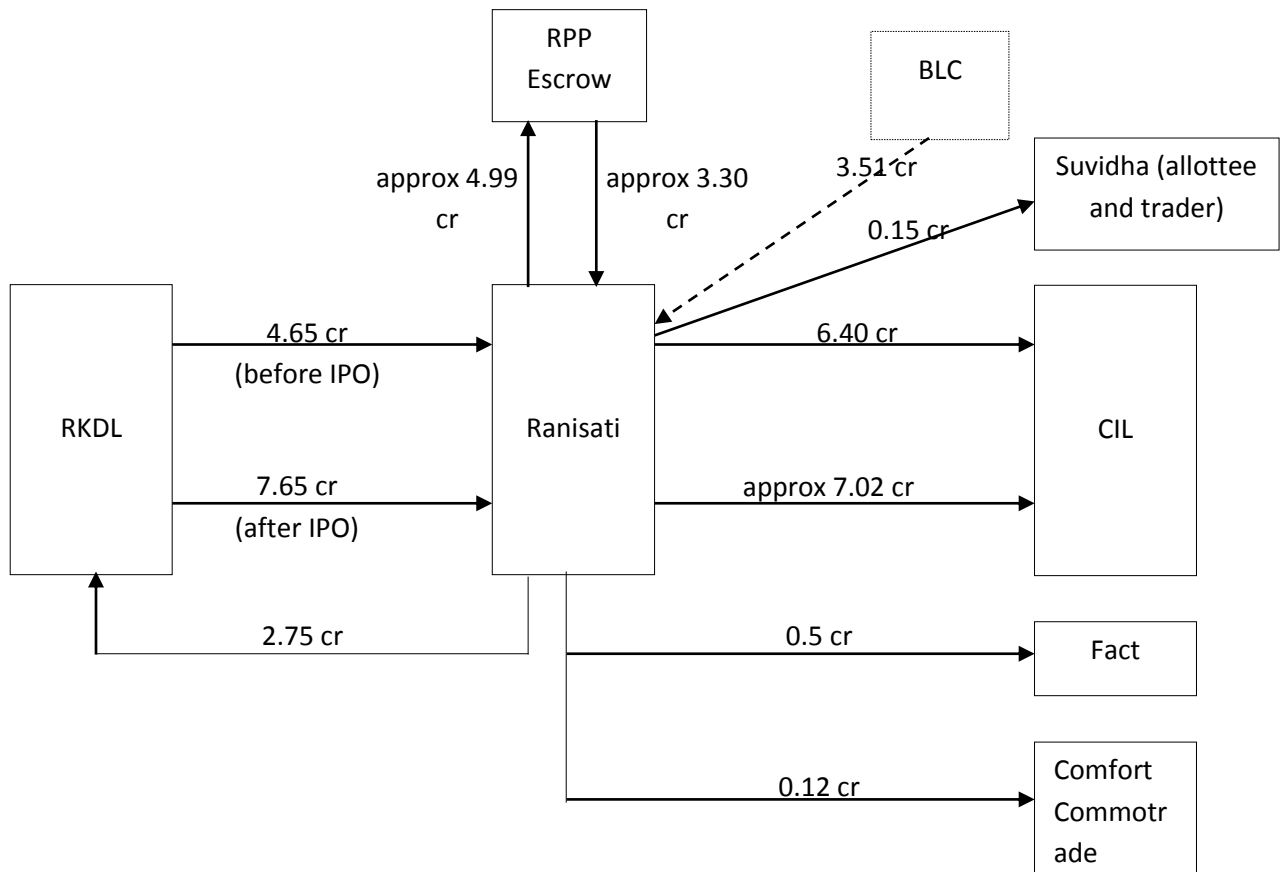 RPP
Escrow
BLC
approx 4.99
cr
approx 3.30
cr
3.51 cr
Suvidha (allottee
and trader)
0.15 cr
4.65 cr
(before IPO)
6.40 cr
RKDL
Ranisati
CIL
7.65 cr
(after IPO)
approx 7.02 cr
2.75 cr
0.5 cr
Fact
0.12 cr
Comfort
Commotr
ade